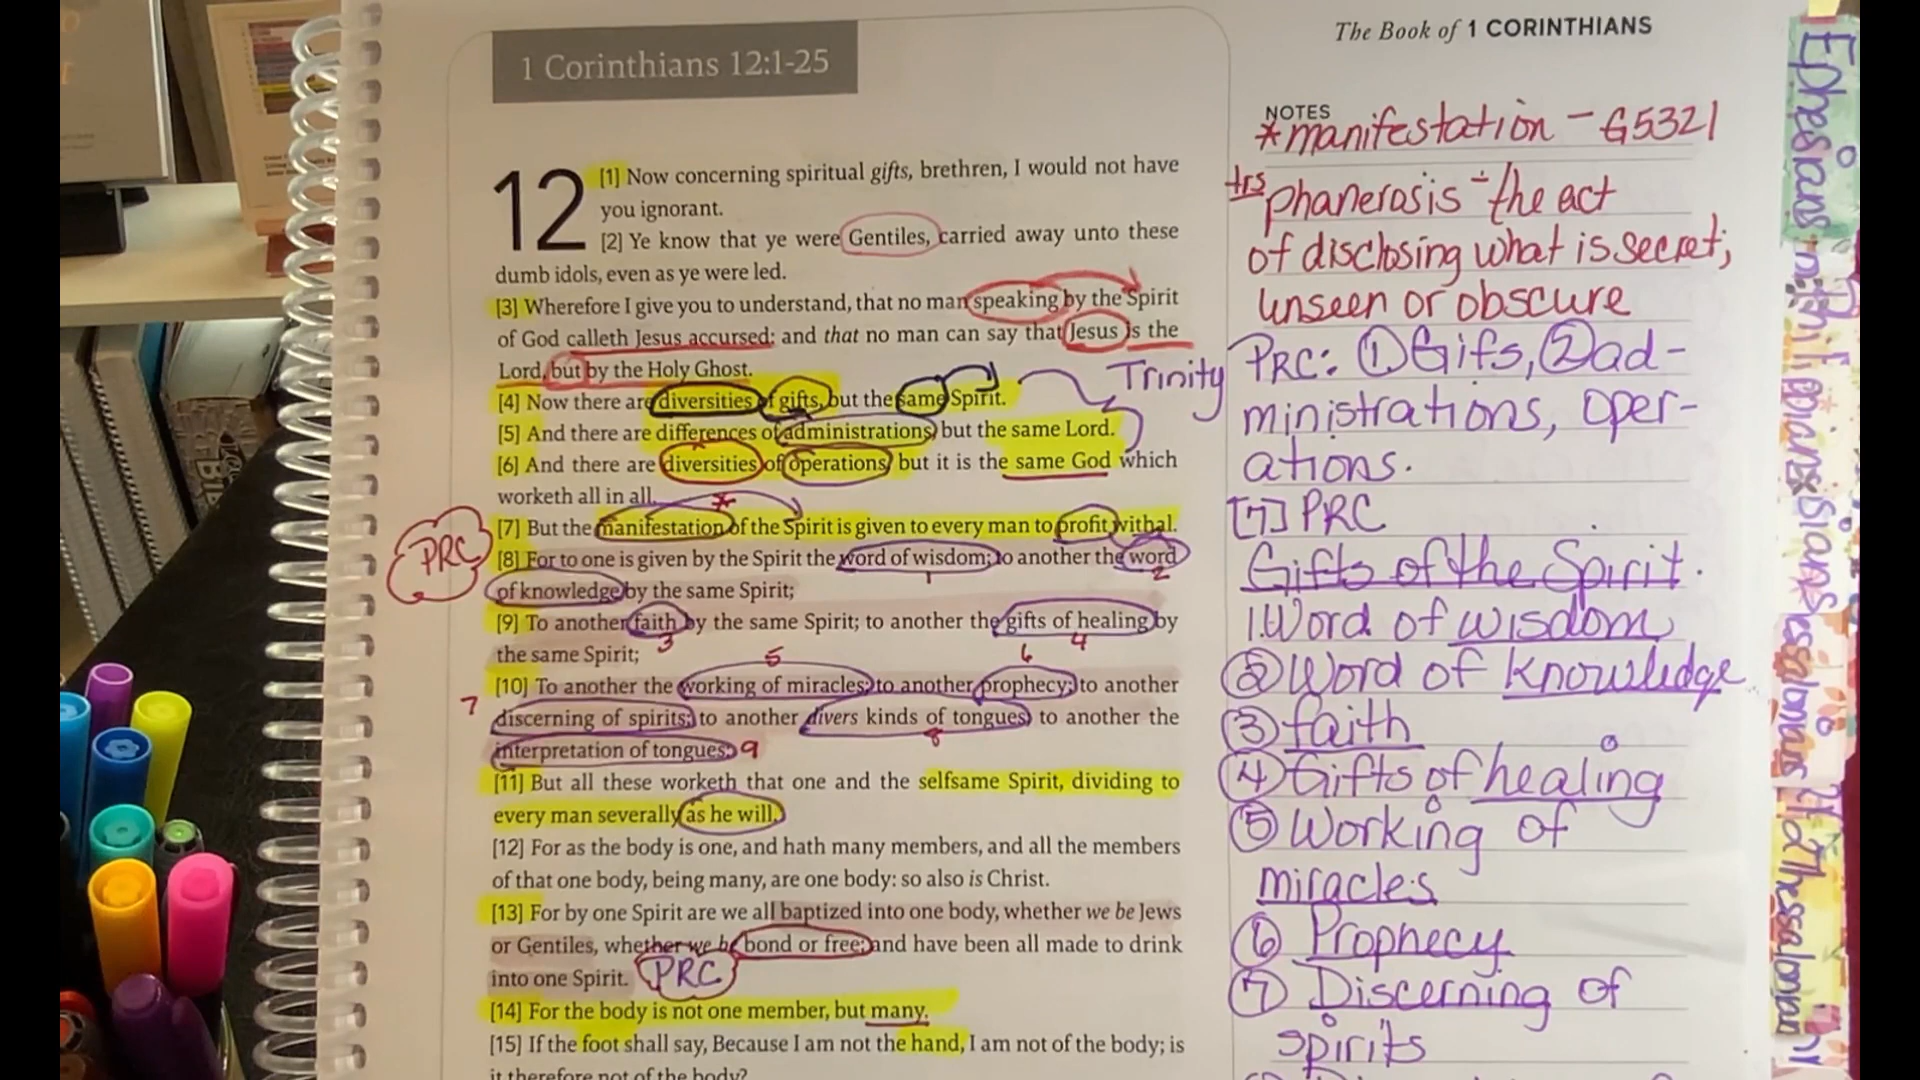 The Book of 1 CORINTHIANS
1 Corinthians 12:1-25
12 [1] Now concerning spiritual gifts, brethren, I would not have
you ignorant.
[2] Ye know that ye were Gentiles, carried away unto these
dumb idols, even as ye were led.
[3] Wherefore I give you to understand, that no man speaking by the Spirit
of God calleth Jesus accursed: and that no man can say that Jesus is the
Lord, but by the Holy Ghost.
[4] Now there are diversities of gifts, but the same Spirit.
Trinity
[5] And there are differences of administrations, but the same Lord.
[6] And there are diversities of operations, but it is the same God which
worketh all in all.
[7] But the manifestation of the Spirit is given to every man to profit withal.
PRC
[8] For to one is given by the Spirit the word of wisdom; to another the word
1 2
of knowledge by the same Spirit;
[9] To another faith by the same Spirit; to another the gifts of healing by
3 4
the same Spirit;
5 6
[10] To another the working of miracles; to another prophecy; to another
7
discerning of spirits; to another divers kinds of tongues; to another the
8
interpretation of tongues: 9
[11] But all these worketh that one and the selfsame Spirit, dividing to
every man severally as he will.
[12] For as the body is one, and hath many members, and all the members
of that one body, being many, are one body: so also is Christ.
[13] For by one Spirit are we all baptized into one body, whether we be Jews
or Gentiles, whether we be bond or free; and have been all made to drink
into one Spirit. PRC
[14] For the body is not one member, but many.
[15] If the foot shall say, Because I am not the hand, I am not of the body; is
it therefore not of the body?
NOTES
*manifestation - G5321
trs phanerosis - the act
of disclosing what is secret;
unseen or obscure
PRC: ① Gifs, ② ad-
ministrations, oper-
ations.
[7] PRC
Gifts of the Spirit.
1. Word of wisdom
② Word of knowledge
③ faith
④ Gifts of healing
⑤ Working of
miracles
⑥ Prophecy
⑦ Discerning of
spirits
Ephesians